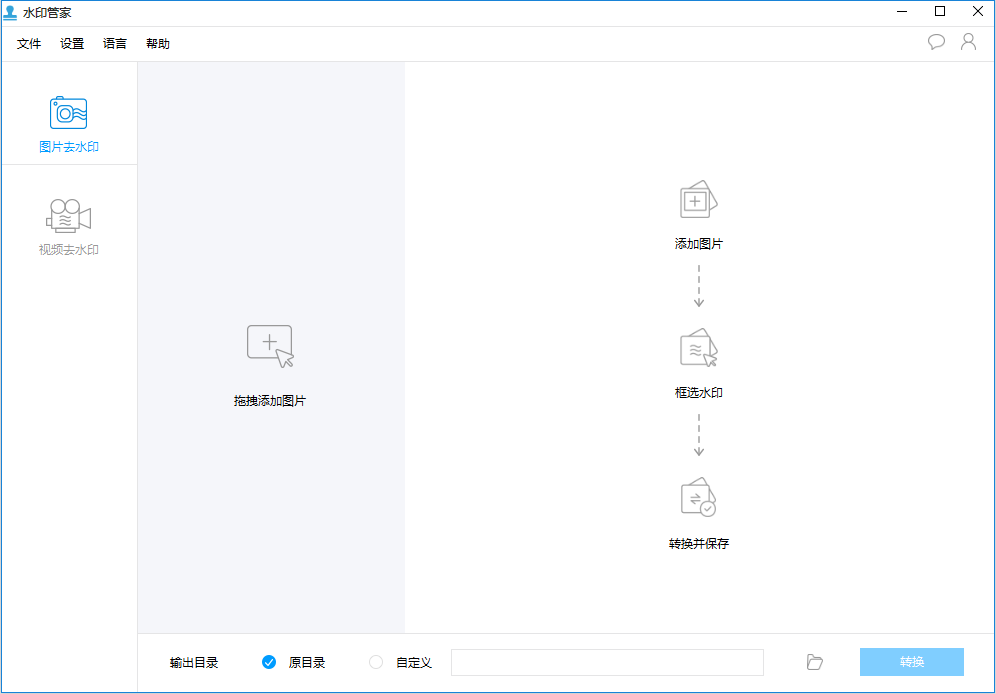 水印管家
文件 设置 语言 帮助
图片去水印
视频去水印
拖拽添加图片
添加图片
框选水印
转换并保存
输出目录 原目录 自定义 转换